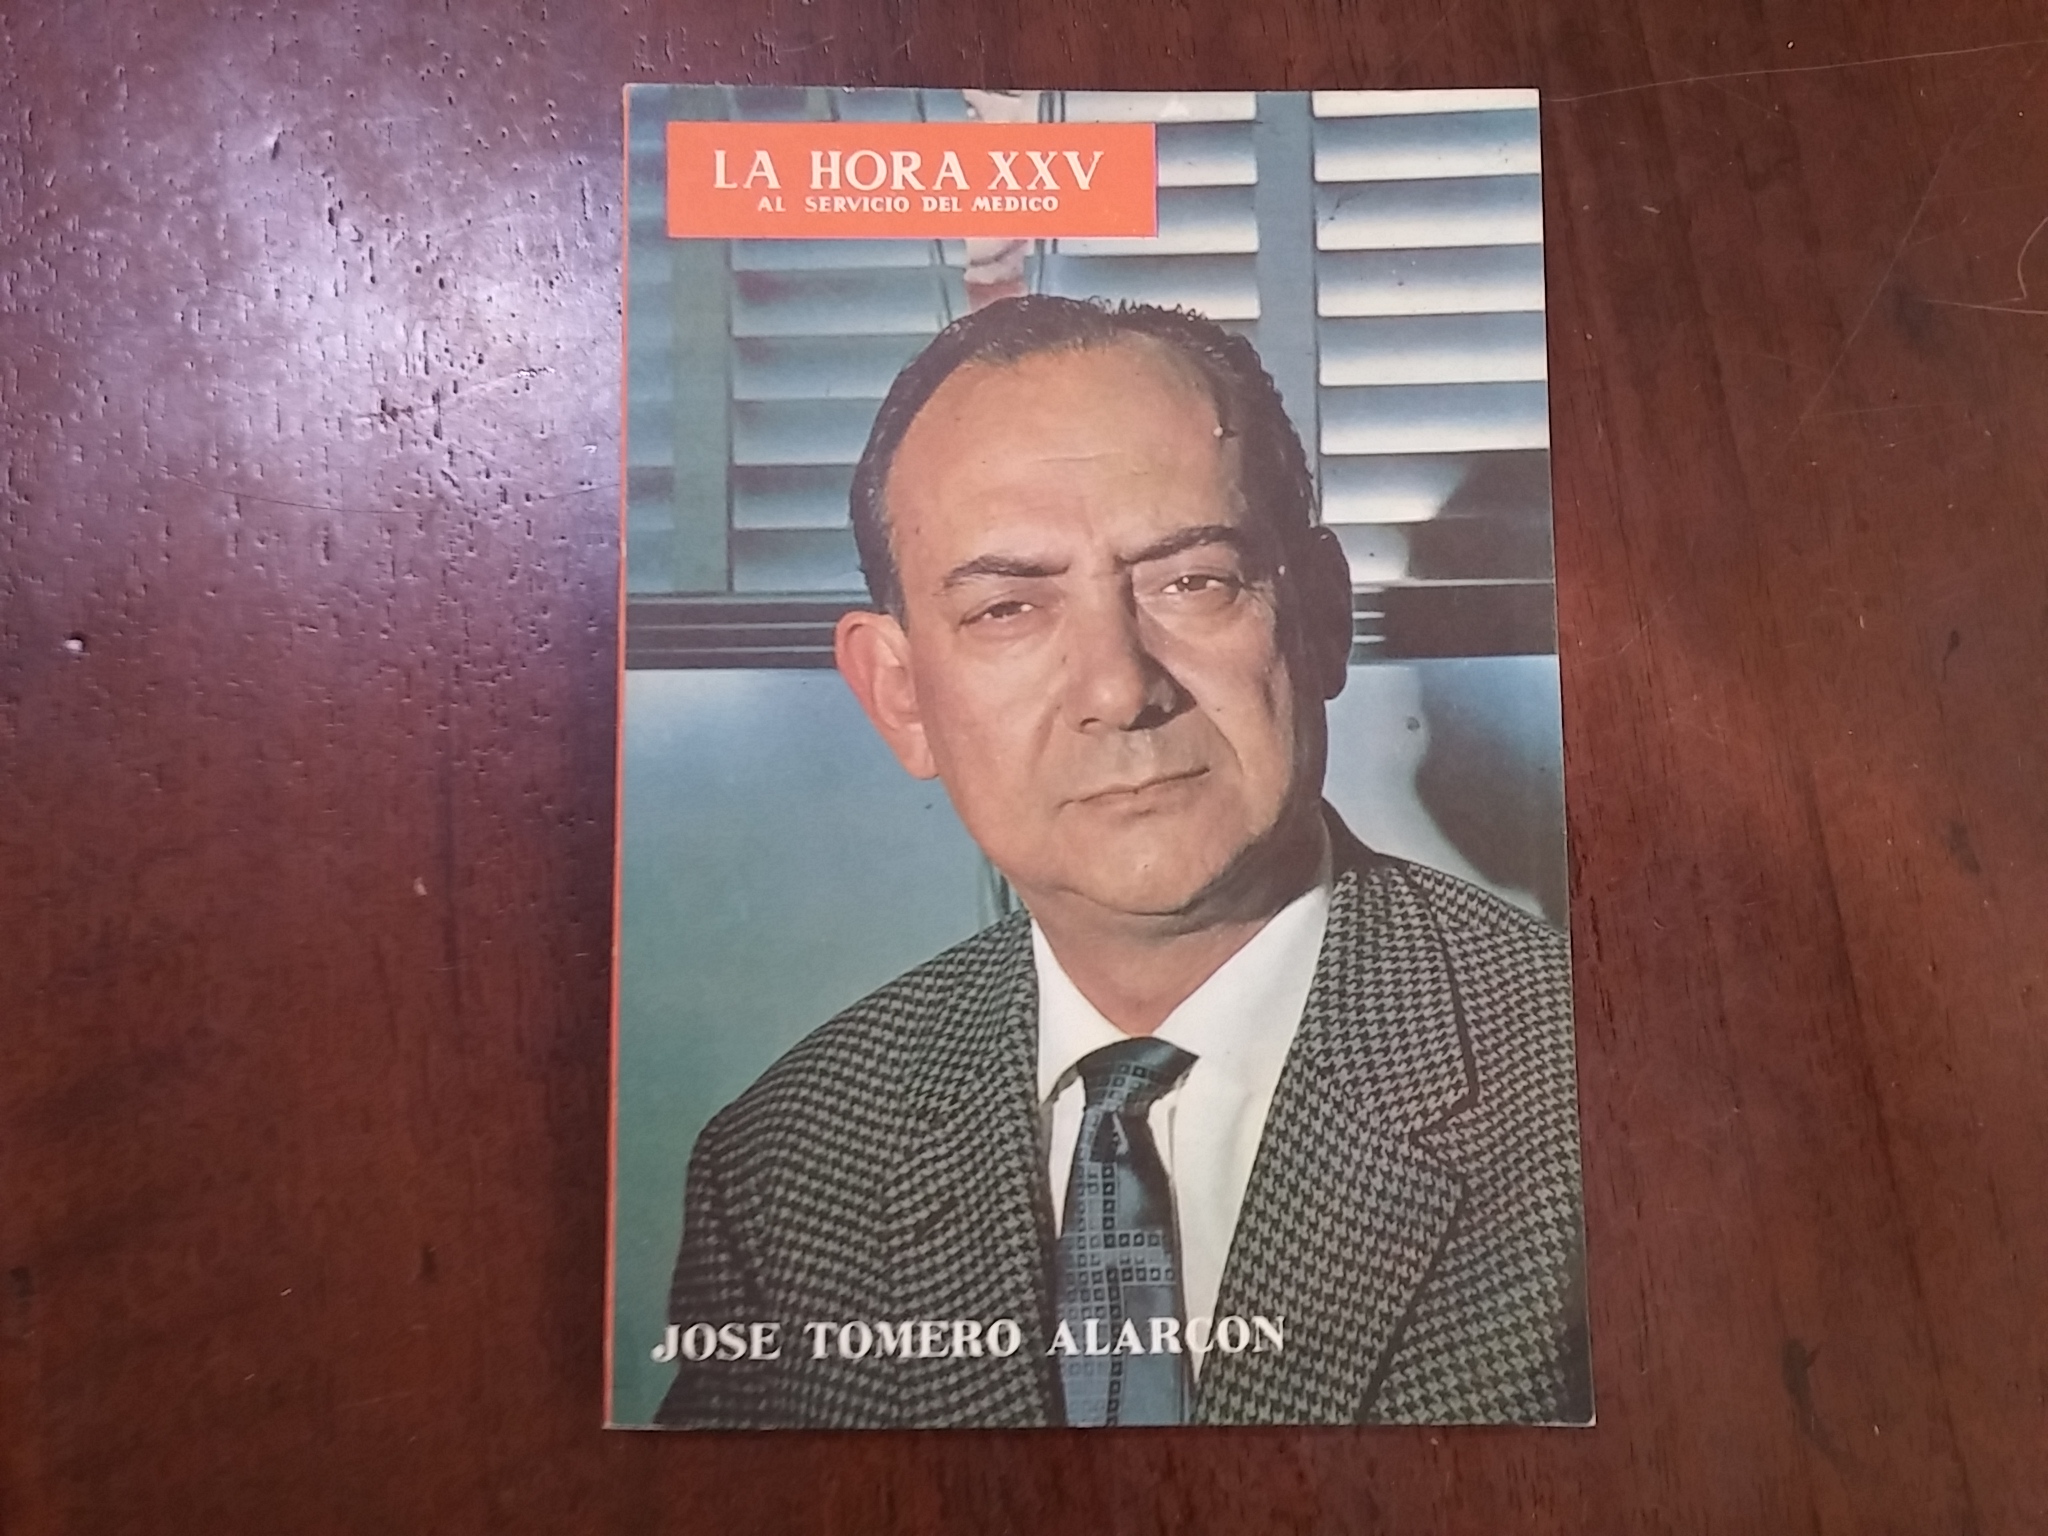 LA HORA XXV
AL SERVICIO DEL MEDICO
JOSE TOMERO ALARCON